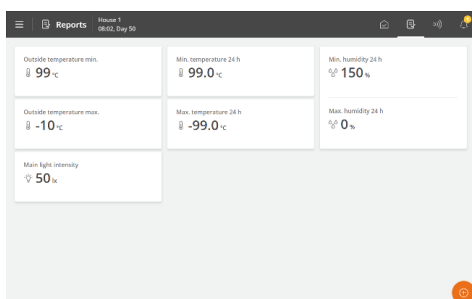 Reports
House 1
08:02, Day 50
Outside temperature min.
99 °C
Min. temperature 24 h
99.0 °C
Min. humidity 24 h
150 %
Outside temperature max.
-10 °C
Max. temperature 24 h
-99.0 °C
Max. humidity 24 h
0 %
Main light intensity
50 lx